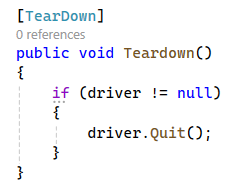 [TearDown]
0 references
public void Teardown()
{
    if (driver != null)
    {
        driver.Quit();
    }
}